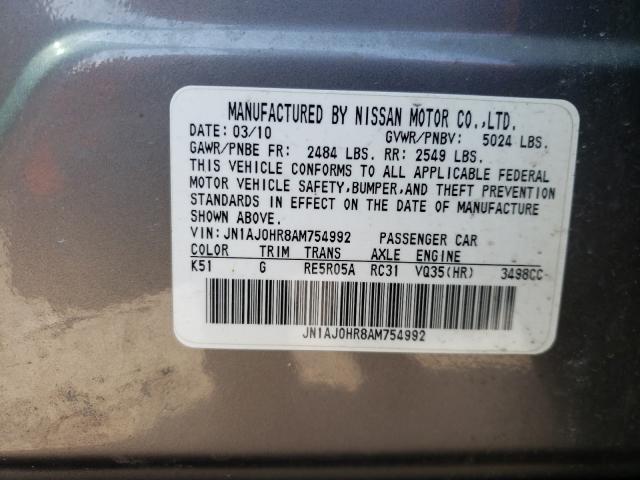 MANUFACTURED BY NISSAN MOTOR CO.,LTD.
DATE: 03/10 GVWR/PNBV: 5024 LBS.
GAWR/PNBE FR: 2484 LBS. RR: 2549 LBS.
THIS VEHICLE CONFORMS TO ALL APPLICABLE FEDERAL
MOTOR VEHICLE SAFETY,BUMPER,AND THEFT PREVENTION
STANDARDS IN EFFECT ON THE DATE OF MANUFACTURE
SHOWN ABOVE.
VIN: JN1AJ0HR8AM754992 PASSENGER CAR
COLOR TRIM TRANS AXLE ENGINE
K51 G RE5R05A RC31 VQ35(HR) 3498CC
JN1AJ0HR8AM754992